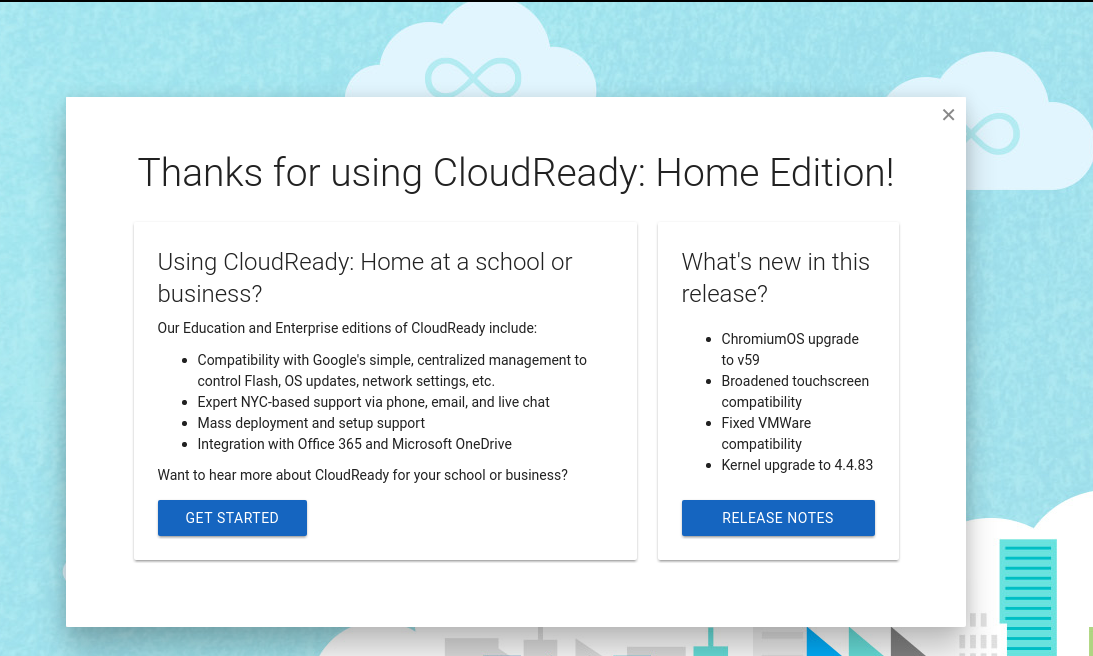 Thanks for using CloudReady: Home Edition!
Using CloudReady: Home at a school or
business?
Our Education and Enterprise editions of CloudReady include:
Compatibility with Google's simple, centralized management to
control Flash, OS updates, network settings, etc.
Expert NYC-based support via phone, email, and live chat
Mass deployment and setup support
Integration with Office 365 and Microsoft OneDrive
Want to hear more about CloudReady for your school or business?
GET STARTED
What's new in this
release?
ChromiumOS upgrade
to v59
Broadened touchscreen
compatibility
Fixed VMWare
compatibility
Kernel upgrade to 4.4.83
RELEASE NOTES